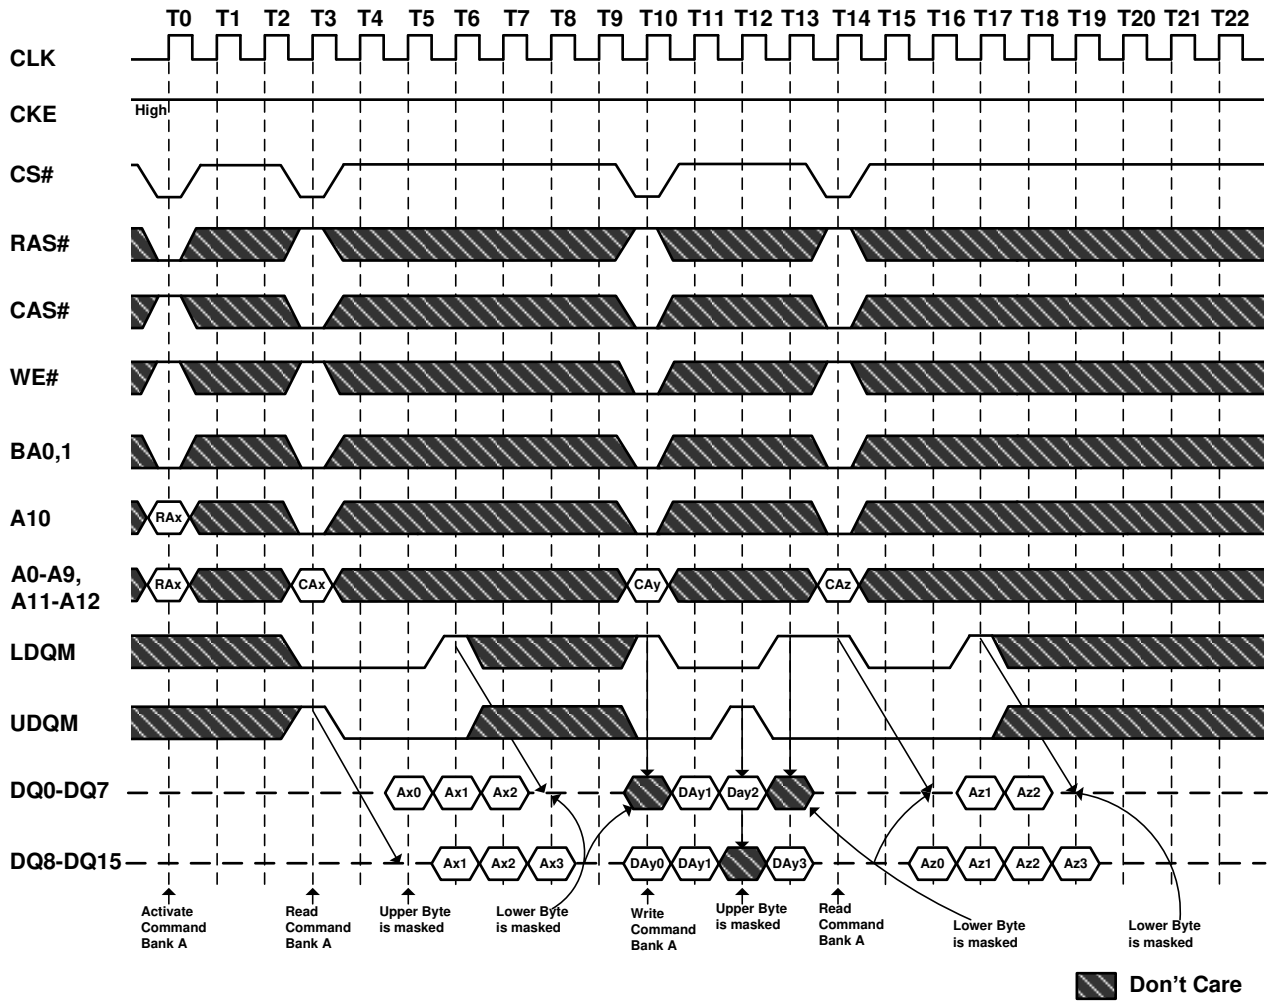 T0 T1 T2 T3 T4 T5 T6 T7 T8 T9 T10 T11 T12 T13 T14 T15 T16 T17 T18 T19 T20 T21 T22
CLK
CKE High
CS#
RAS#
CAS#
WE#
BA0,1
A10 RAx
A0-A9,
A11-A12
RAx CAx CAy CAz
LDQM
UDQM
DQ0-DQ7 Ax0 Ax1 Ax2 DAy1 Day2 Az1 Az2
DQ8-DQ15 Ax1 Ax2 Ax3 DAy0 DAy1 DAy3 Az0 Az1 Az2 Az3
Activate
Command
Bank A
Read
Command
Bank A
Upper Byte
is masked
Lower Byte
is masked
Write
Command
Bank A
Upper Byte
is masked
Read
Command
Bank A
Lower Byte
is masked
Lower Byte
is masked
Don't Care